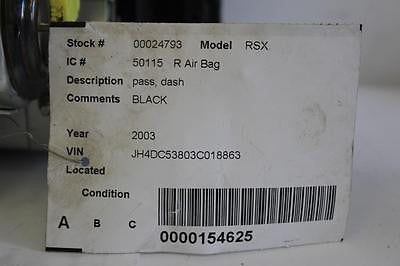 Stock # 00024793 Model RSX
IC # 50115 R Air Bag
Description pass, dash
Comments BLACK
Year 2003
VIN JH4DC53803C018863
Located
Condition
A B C
0000154625